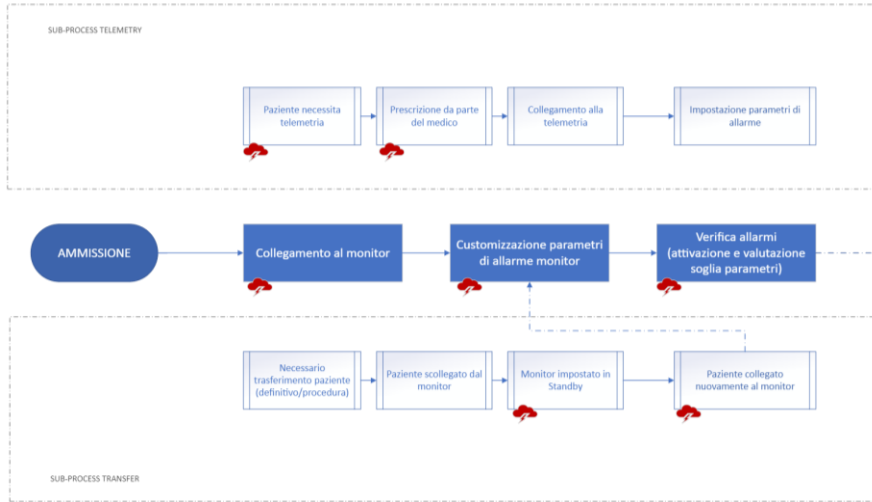 SUB-PROCESS TELEMETRY
Paziente necessita
telemetria
Prescrizione da parte
del medico
Collegamento alla
telemetria
Impostazione parametri di
allarme
AMMISSIONE
Collegamento al monitor
Customizzazione parametri
di allarme monitor
Verifica allarmi
(attivazione e valutazione
soglia parametri)
Necessario
trasferimento paziente
(definitivo/procedura)
Paziente scollegato dal
monitor
Monitor impostato in
Standby
Paziente collegato
nuovamente al monitor
SUB-PROCESS TRANSFER